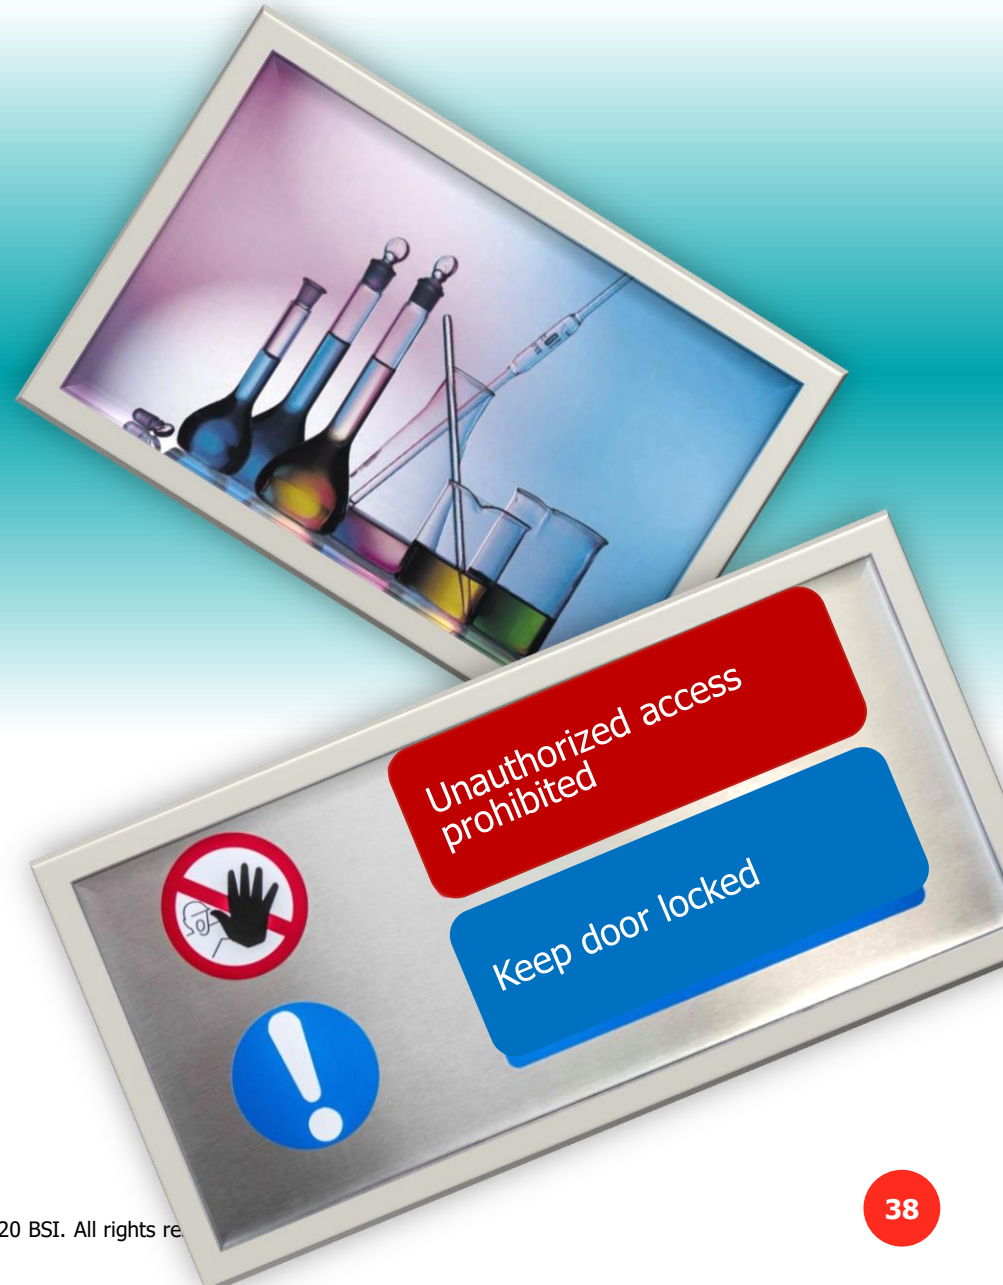 Unauthorized access
prohibited
Keep door locked
20 BSI. All rights re
38